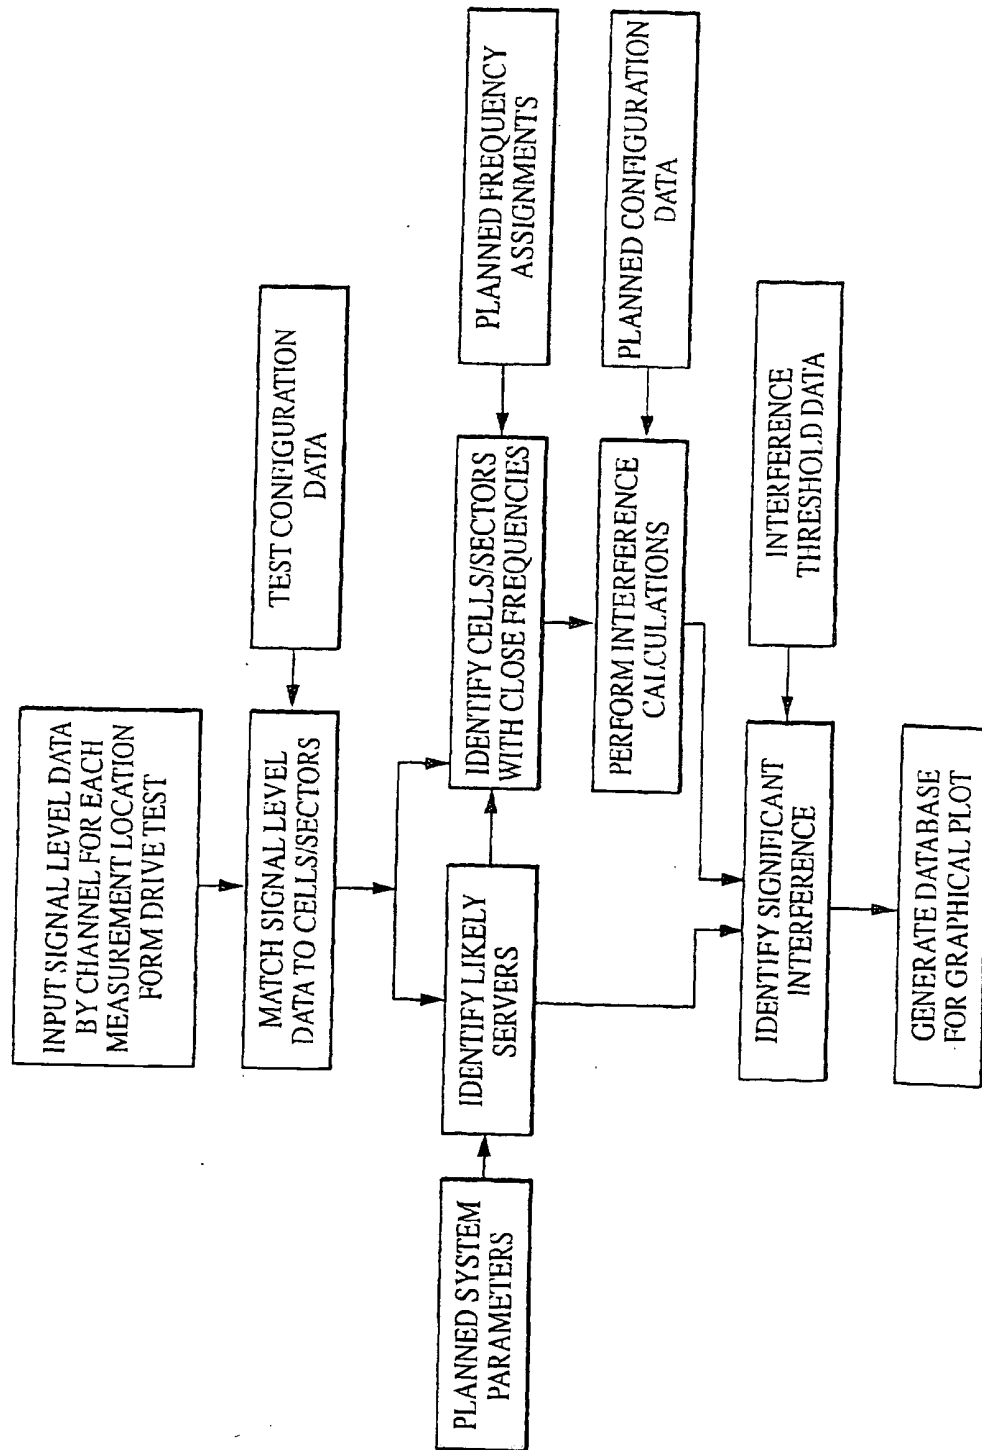 INPUT SIGNAL LEVEL DATA
BY CHANNEL FOR EACH
MEASUREMENT LOCATION
FORM DRIVE TEST
TEST CONFIGURATION
DATA
MATCH SIGNAL LEVEL
DATA TO CELLS/SECTORS
PLANNED SYSTEM
PARAMETERS
IDENTIFY LIKELY
SERVERS
IDENTIFY CELLS/SECTORS
WITH CLOSE FREQUENCIES
PLANNED FREQUENCY
ASSIGNMENTS
PERFORM INTERFERENCE
CALCULATIONS
PLANNED CONFIGURATION
DATA
IDENTIFY SIGNIFICANT
INTERFERENCE
INTERFERENCE
THRESHOLD DATA
GENERATE DATABASE
FOR GRAPHICAL PLOT